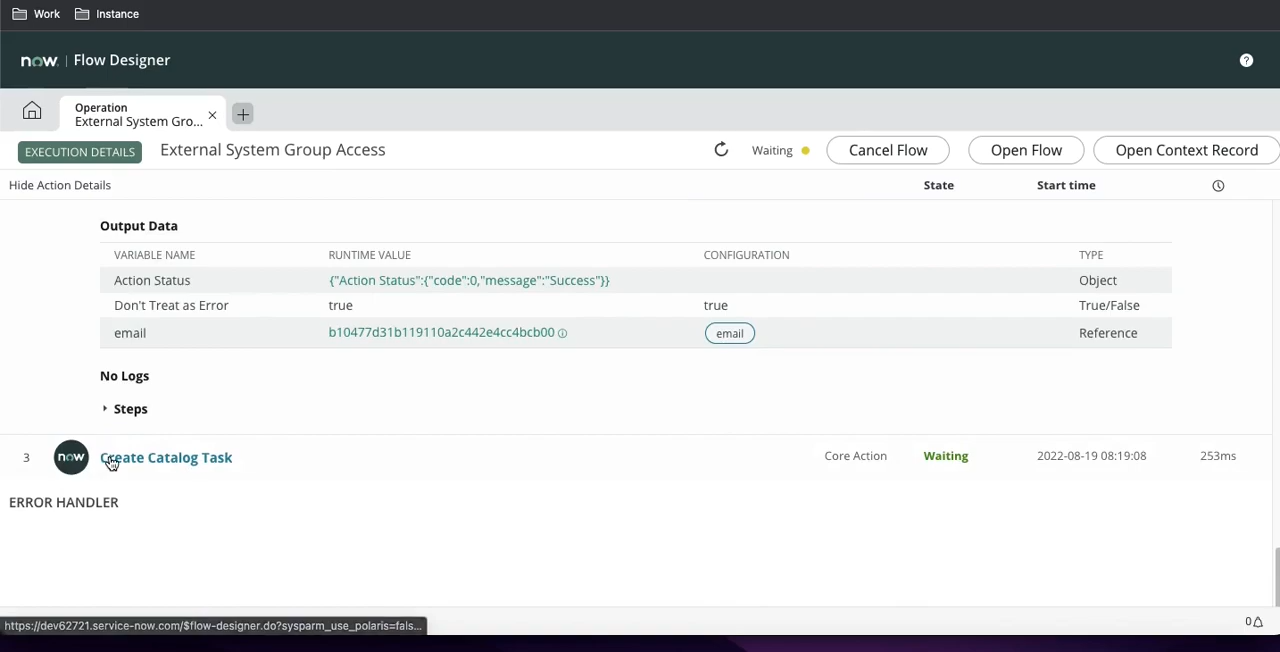 Work Instance
now. | Flow Designer
Operation
External System Gro...
EXECUTION DETAILS External System Group Access Waiting Cancel Flow Open Flow Open Context Record
Hide Action Details State Start time
Output Data
VARIABLE NAME RUNTIME VALUE CONFIGURATION TYPE
Action Status {"Action Status":{"code":0,"message":"Success"}} Object
Don't Treat as Error true true True/False
email b10477d31b119110a2c442e4cc4bcb00 email Reference
No Logs
Steps
3 now Create Catalog Task Core Action Waiting 2022-08-19 08:19:08 253ms
ERROR HANDLER
https://dev62721.service-now.com/$flow-designer.do?sysparm_use_polaris=fals... 0